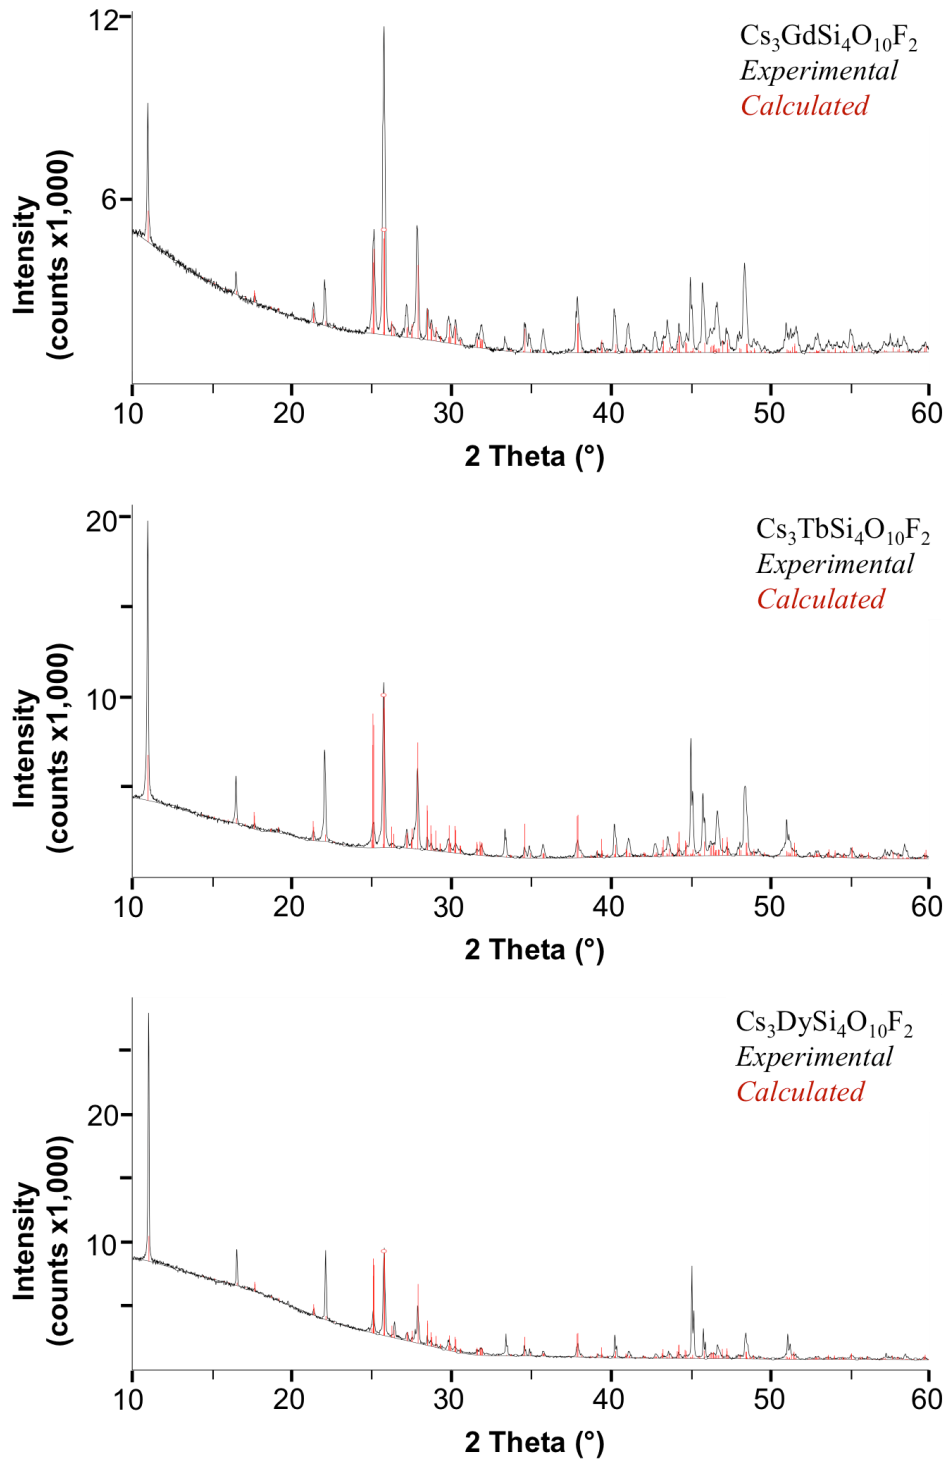 12
Cs₃GdSi₄O₁₀F₂
Experimental
Calculated
6
Intensity
(counts x1,000)
10 20 30 40 50 60
2 Theta (°)
20
Cs₃TbSi₄O₁₀F₂
Experimental
Calculated
10
Intensity
(counts x1,000)
10 20 30 40 50 60
2 Theta (°)
Cs₃DySi₄O₁₀F₂
Experimental
Calculated
20
10
Intensity
(counts x1,000)
10 20 30 40 50 60
2 Theta (°)